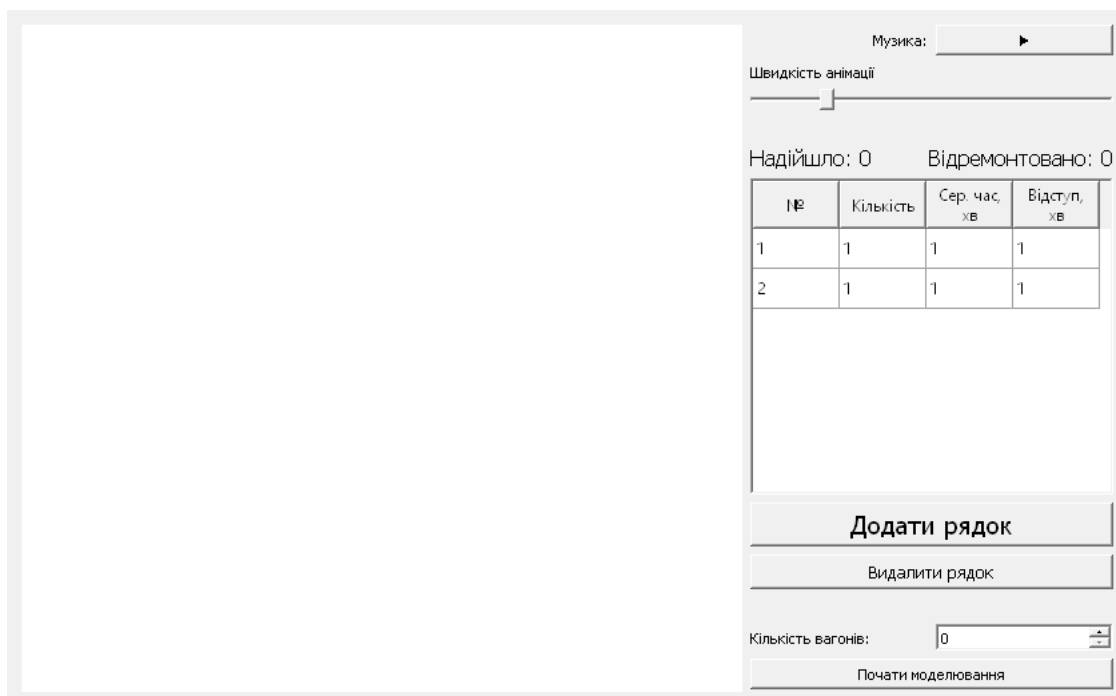 Музика:
Швидкість анімації
Надійшло: 0 Відремонтовано: 0
№ Кількість Сер. час, хв Відступ, хв
1 1 1 1
2 1 1 1
Додати рядок
Видалити рядок
Кількість вагонів: 0
Почати моделювання